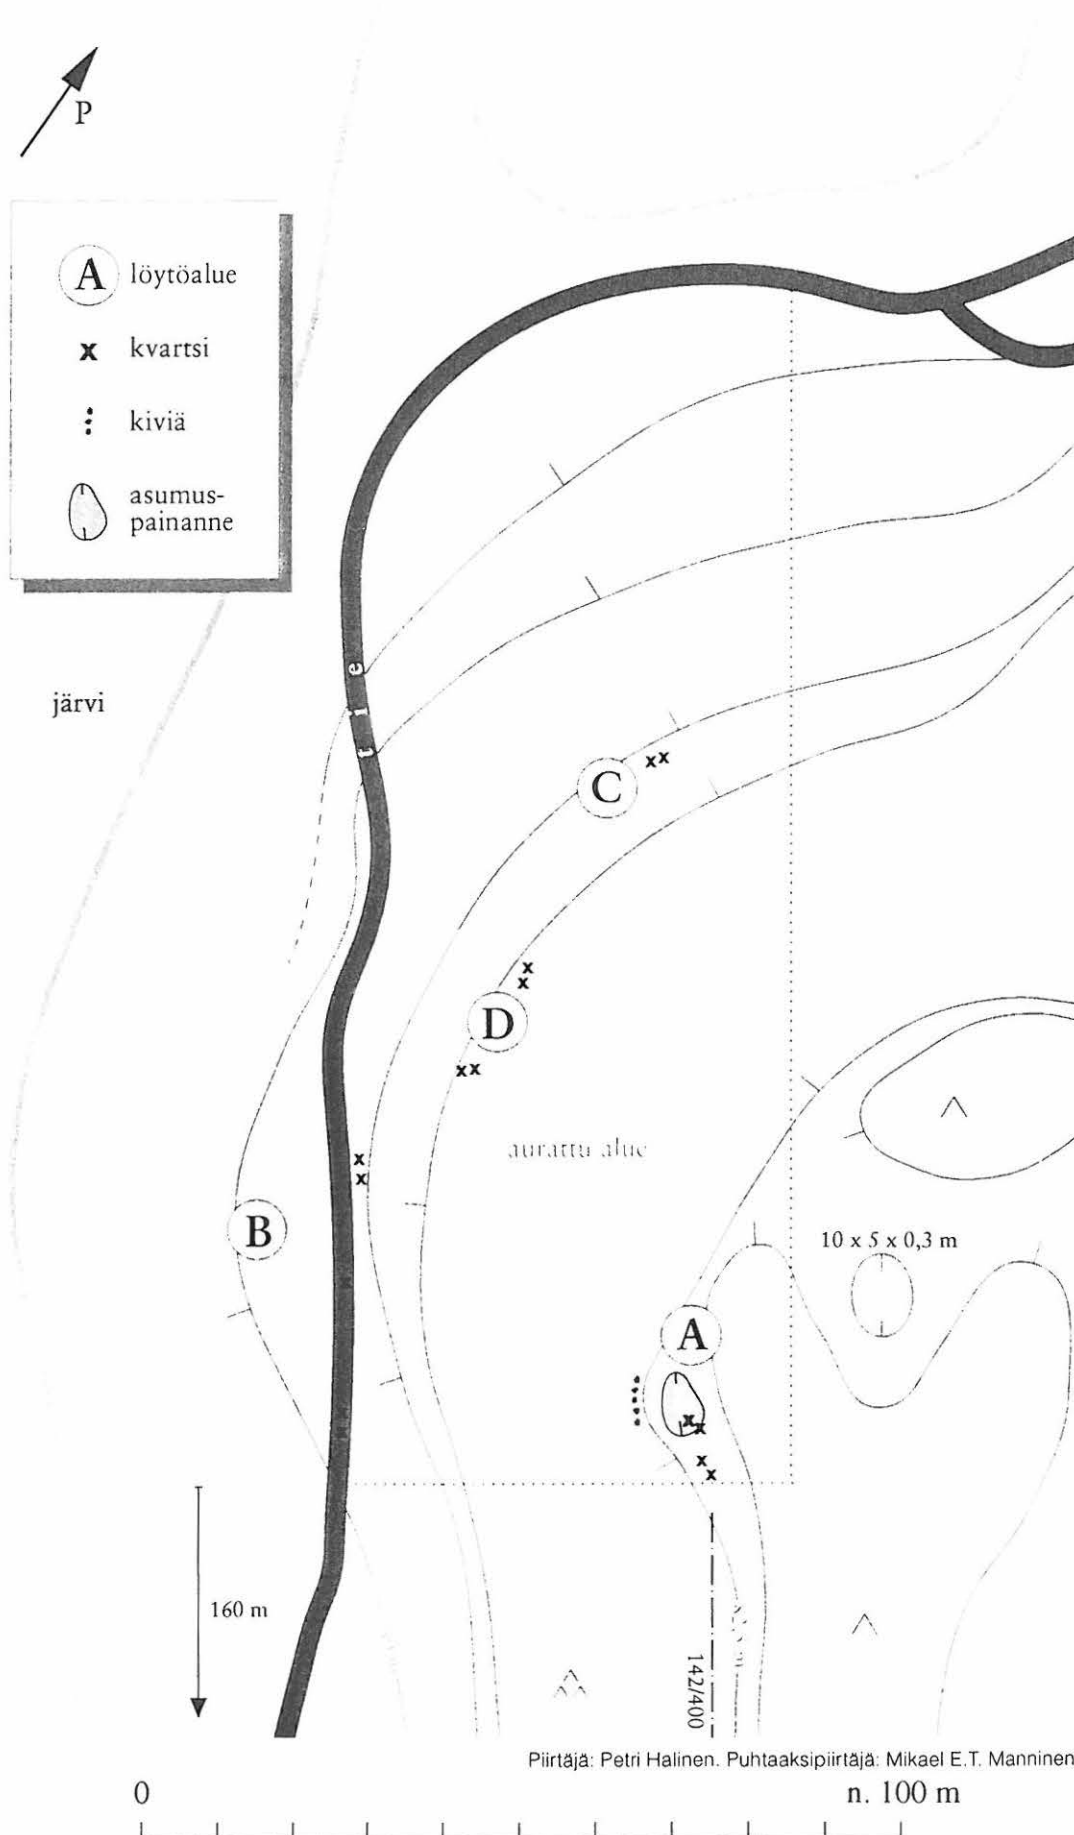 P
A löytöalue
x kvartsi
kiviä
asumus-
painanne
järvi
tie
C
D
aurattu alue
B
10 x 5 x 0,3 m
A
160 m
142/400
Piirtäjä: Petri Halinen. Puhtaaksipiirtäjä: Mikael E.T. Manninen
0 n. 100 m